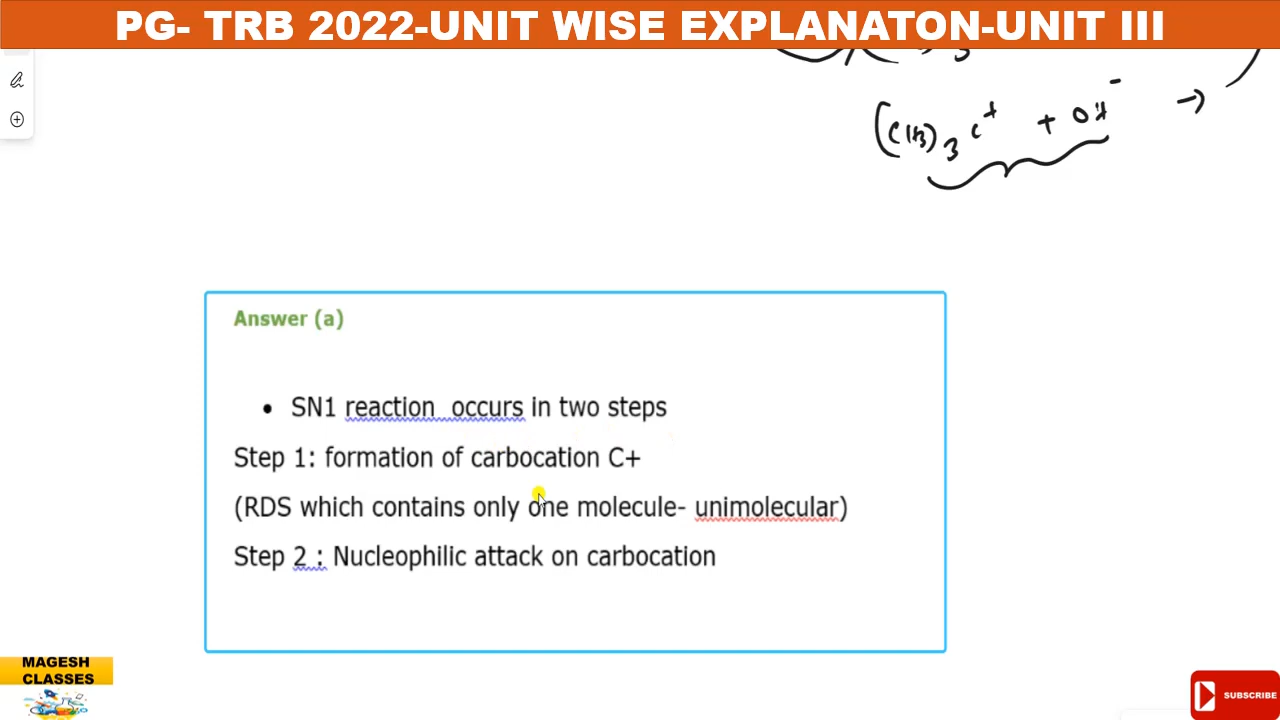 PG- TRB 2022-UNIT WISE EXPLANATON-UNIT III
(CH3)3 C+ + OH- →
Answer (a)
• SN1 reaction occurs in two steps
Step 1: formation of carbocation C+
(RDS which contains only one molecule- unimolecular)
Step 2 : Nucleophilic attack on carbocation
MAGESH
CLASSES
SUBSCRIBE